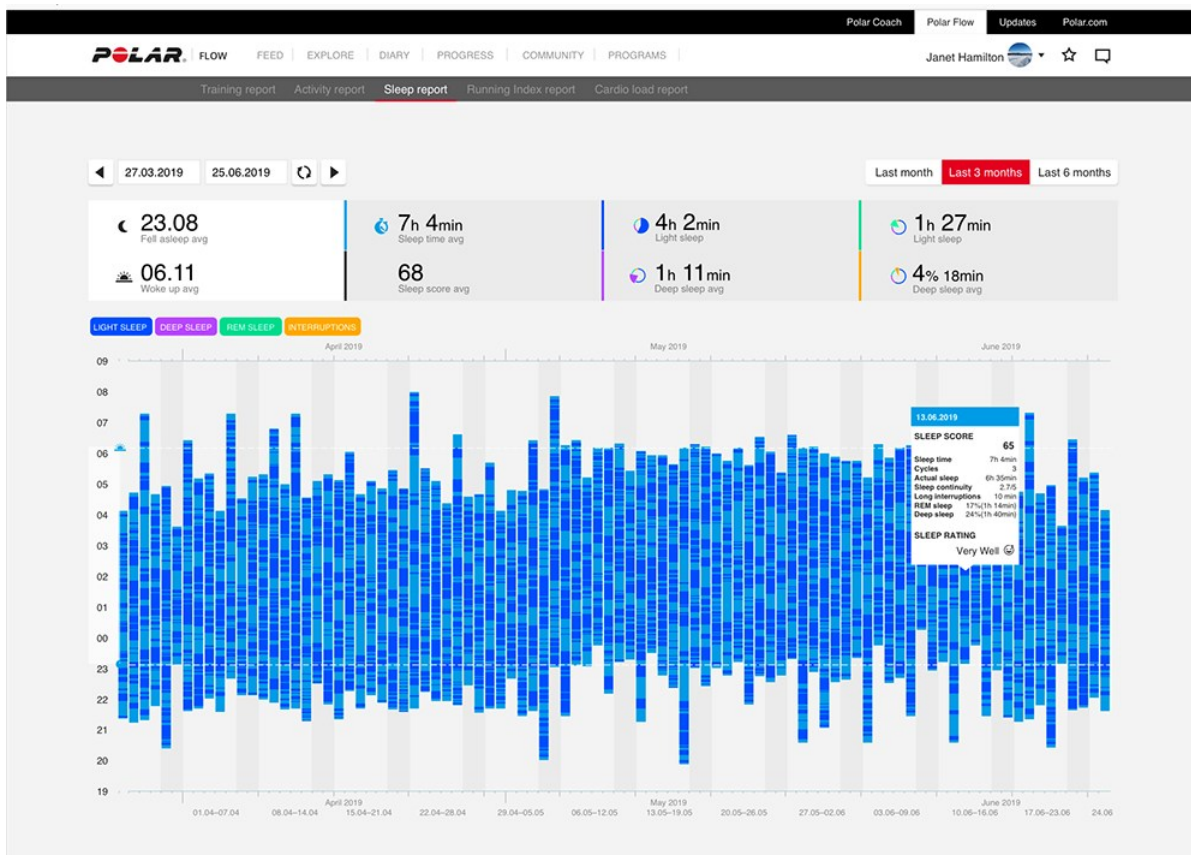 Polar Coach Polar Flow Updates Polar.com
POLAR. FLOW FEED EXPLORE DIARY PROGRESS COMMUNITY PROGRAMS Janet Hamilton
Training report Activity report Sleep report Running Index report Cardio load report
27.03.2019 25.06.2019 Last month Last 3 months Last 6 months
23.08
Fell asleep avg
06.11
Woke up avg
7h 4min
Sleep time avg
68
Sleep score avg
4h 2min
Light sleep
1h 11min
Deep sleep avg
1h 27min
Light sleep
4% 18min
Deep sleep avg
LIGHT SLEEP DEEP SLEEP REM SLEEP INTERRUPTIONS
April 2019 May 2019 June 2019
09
08
07
06
05
04
03
02
01
00
23
22
21
20
19
13.06.2019
SLEEP SCORE
65
Sleep time 7h 4min
Cycles 3
Actual sleep 6h 35min
Sleep continuity 2.7/5
Long interruptions 10 min
REM sleep 17%(1h 14min)
Deep sleep 24%(1h 40min)
SLEEP RATING
Very Well
April 2019 May 2019 June 2019
01.04–07.04 08.04–14.04 15.04–21.04 22.04–28.04 29.04–05.05 06.05–12.05 13.05–19.05 20.05–26.05 27.05–02.06 03.06–09.06 10.06–16.06 17.06–23.06 24.06